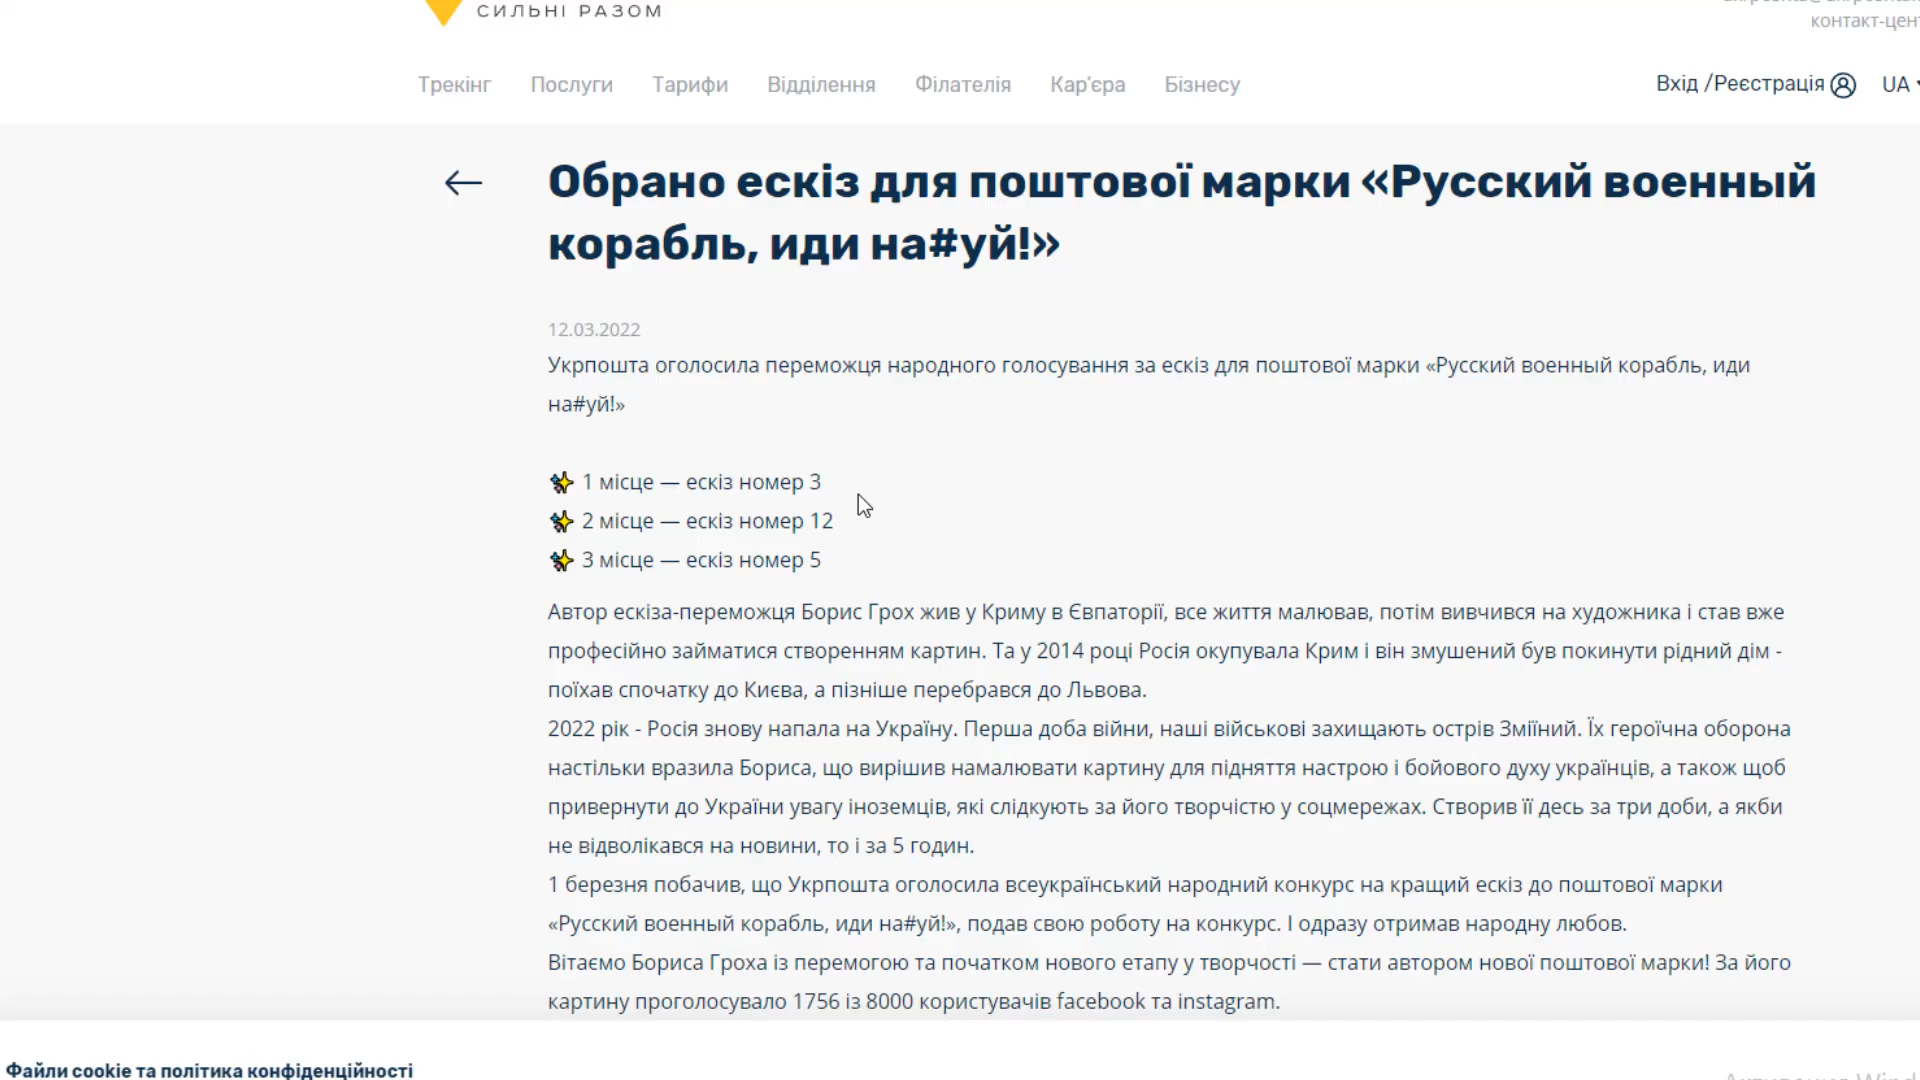 СИЛЬНІ РАЗОМ
контакт-цен
Трекінг Послуги Тарифи Відділення Філателія Кар'єра Бізнесу Вхід /Реєстрація UA
Обрано ескіз для поштової марки «Русский военный
корабль, иди на#уй!»
12.03.2022
Укрпошта оголосила переможця народного голосування за ескіз для поштової марки «Русский военный корабль, иди
на#уй!»
1 місце — ескіз номер 3
2 місце — ескіз номер 12
3 місце — ескіз номер 5
Автор ескіза-переможця Борис Грох жив у Криму в Євпаторії, все життя малював, потім вивчився на художника і став вже
професійно займатися створенням картин. Та у 2014 році Росія окупувала Крим і він змушений був покинути рідний дім -
поїхав спочатку до Києва, а пізніше перебрався до Львова.
2022 рік - Росія знову напала на Україну. Перша доба війни, наші військові захищають острів Зміїний. Їх героїчна оборона
настільки вразила Бориса, що вирішив намалювати картину для підняття настрою і бойового духу українців, а також щоб
привернути до України увагу іноземців, які слідкують за його творчістю у соцмережах. Створив її десь за три доби, а якби
не відволікався на новини, то і за 5 годин.
1 березня побачив, що Укрпошта оголосила всеукраїнський народний конкурс на кращий ескіз до поштової марки
«Русский военный корабль, иди на#уй!», подав свою роботу на конкурс. І одразу отримав народну любов.
Вітаємо Бориса Гроха із перемогою та початком нового етапу у творчості — стати автором нової поштової марки! За його
картину проголосувало 1756 із 8000 користувачів facebook та instagram.
Файли cookie та політика конфіденційності